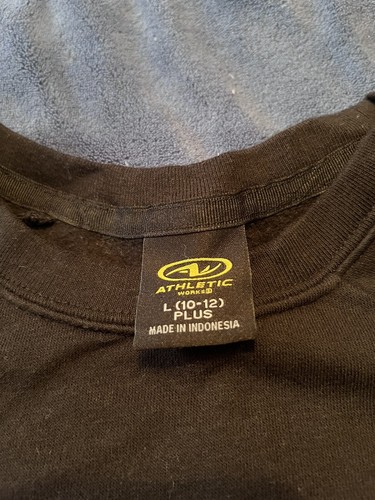 ATHLETIC
WORKS
L (10-12)
PLUS
MADE IN INDONESIA